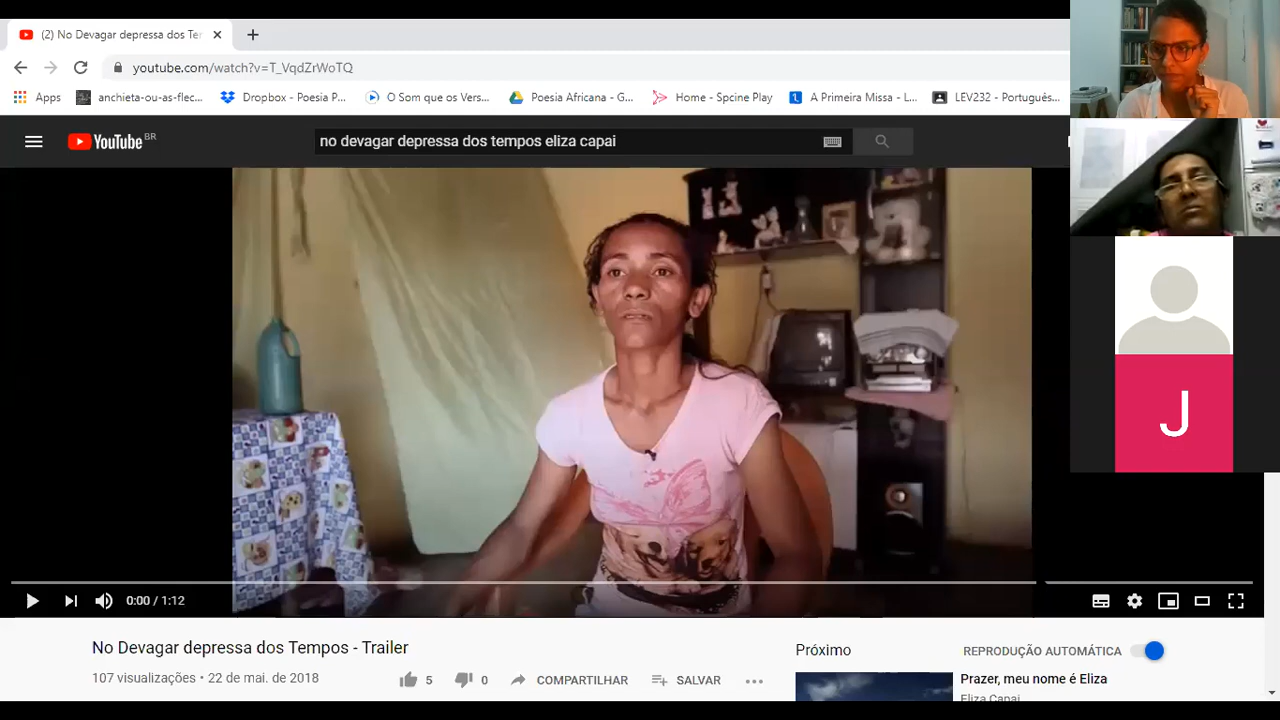 (2) No Devagar depressa dos Ter
youtube.com/watch?v=T_VqdZrWoTQ
Apps anchieta-ou-as-flec... Dropbox - Poesia P... O Som que os Vers... Poesia Africana - G... Home - Spcine Play A Primeira Missa - L... LEV232 - Português...
YouTube BR no devagar depressa dos tempos eliza capai
J
0:00 / 1:12
No Devagar depressa dos Tempos - Trailer
107 visualizações • 22 de mai. de 2018
5 0 COMPARTILHAR SALVAR
Próximo REPRODUÇÃO AUTOMÁTICA
Prazer, meu nome é Eliza
Eliza Capai